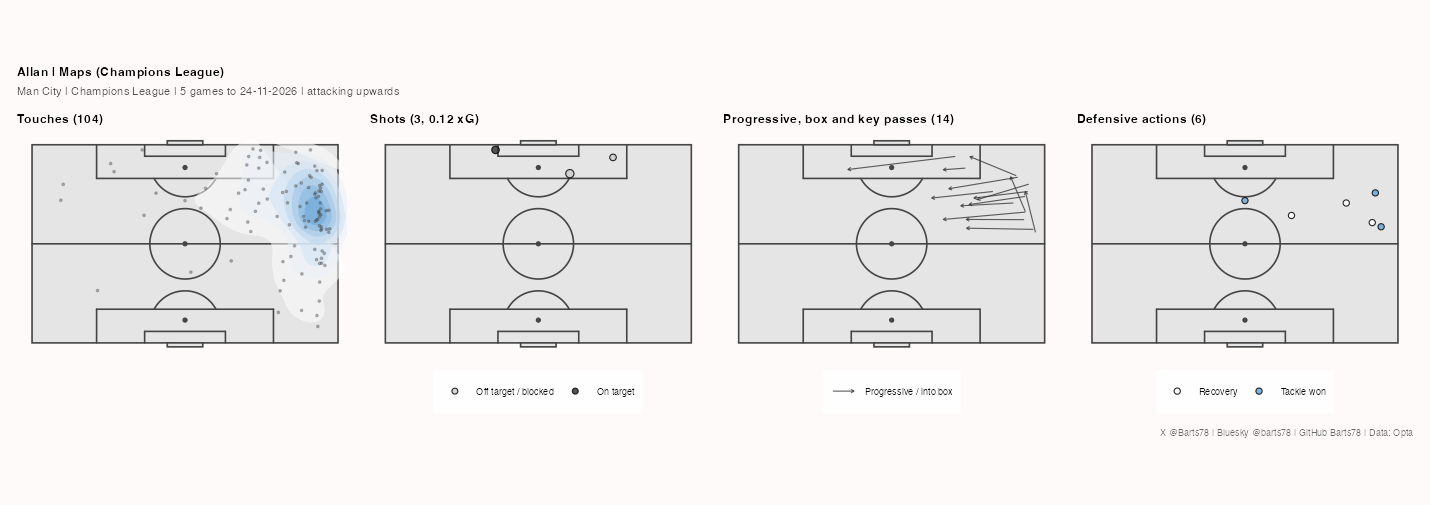 Allan | Maps (Champions League)
Man City | Champions League | 5 games to 24-11-2026 | attacking upwards
Touches (104)
Shots (3, 0.12 xG)
Progressive, box and key passes (14)
Defensive actions (6)
Off target / blocked
On target
Progressive / into box
Recovery
Tackle won
X @Barts78 | Bluesky @barts78 | GitHub Barts78 | Data: Opta